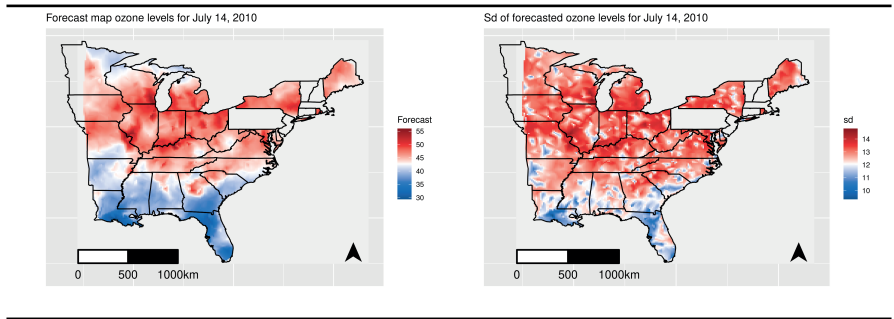 Forecast map ozone levels for July 14, 2010
Forecast
55
50
45
40
35
30
0 500 1000km
Sd of forecasted ozone levels for July 14, 2010
sd
14
13
12
11
10
0 500 1000km